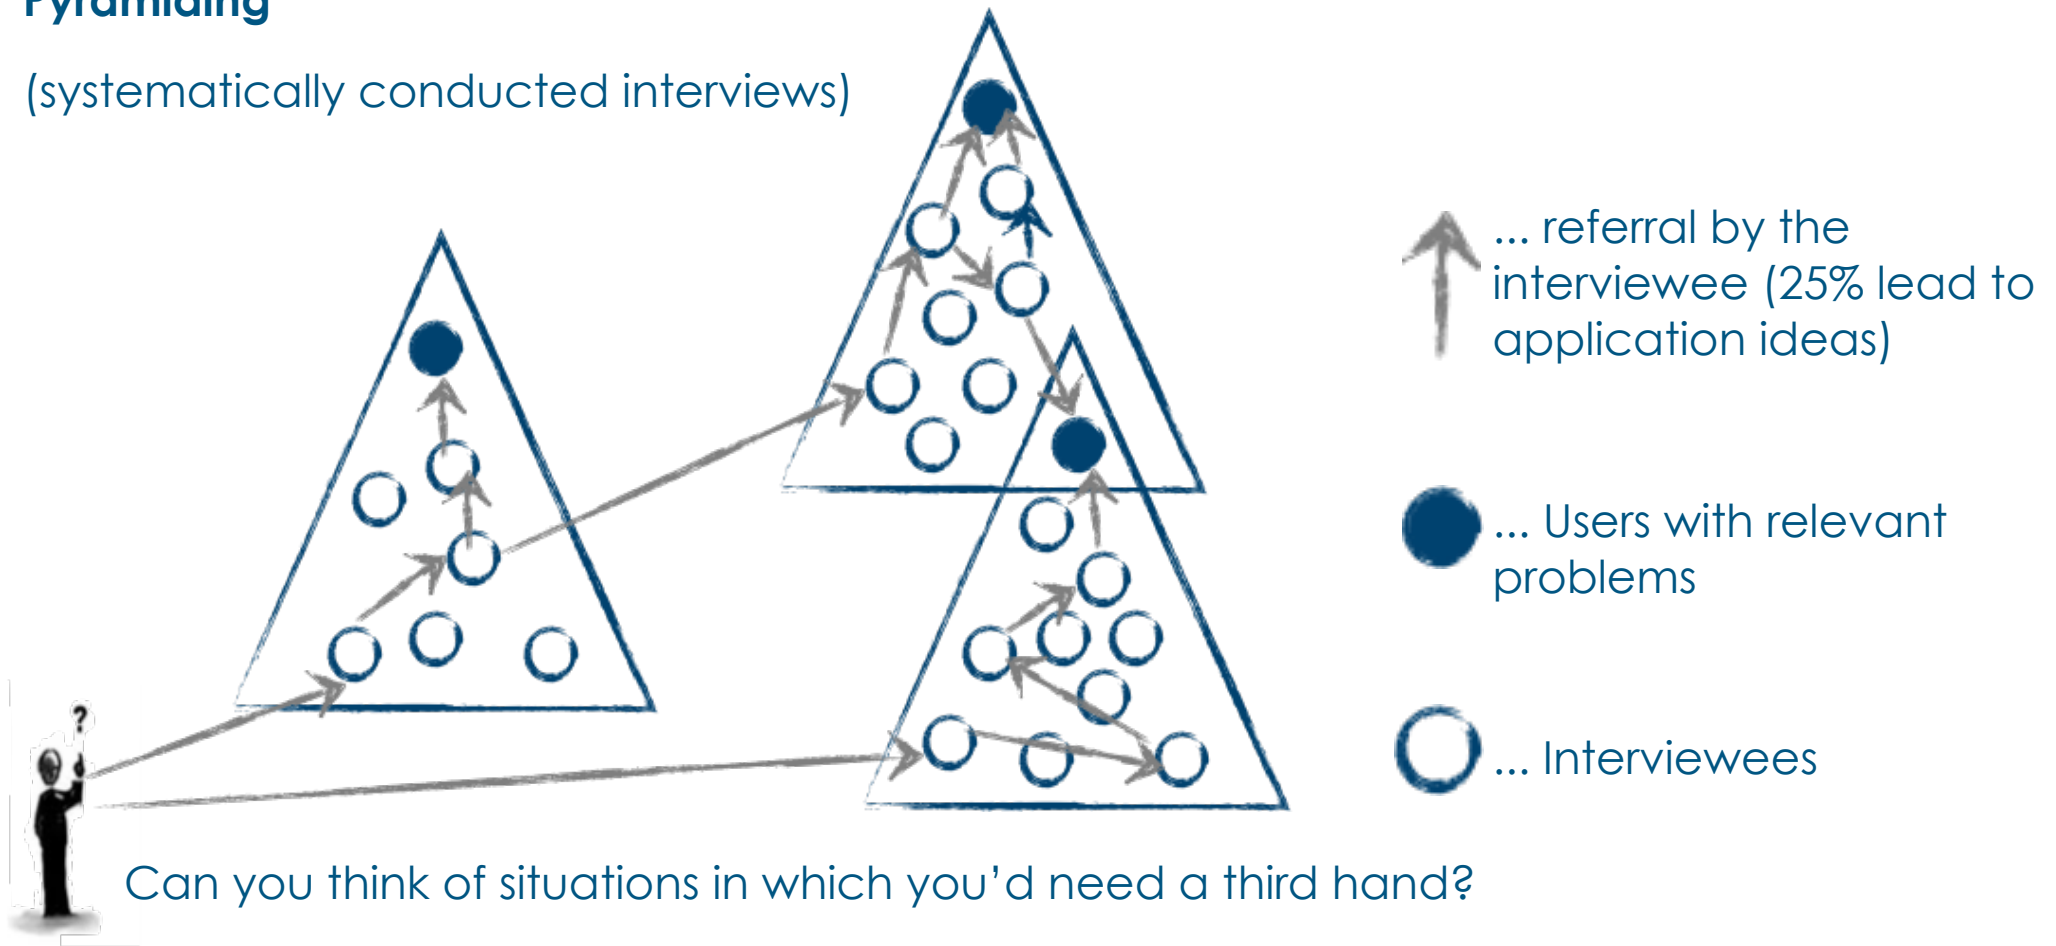 Pyramiding
(systematically conducted interviews)
... referral by the
interviewee (25% lead to
application ideas)
... Users with relevant
problems
... Interviewees
?
Can you think of situations in which you'd need a third hand?